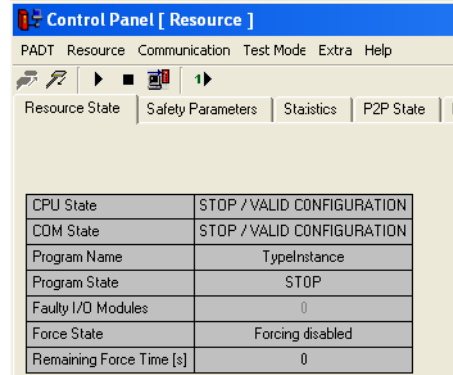 Control Panel [ Resource ]
PADT Resource Communication Test Mode Extra Help
1
Resource State Safety Parameters Statistics P2P State
CPU State STOP / VALID CONFIGURATION
COM State STOP / VALID CONFIGURATION
Program Name TypeInstance
Program State STOP
Faulty I/O Modules 0
Force State Forcing disabled
Remaining Force Time [s] 0